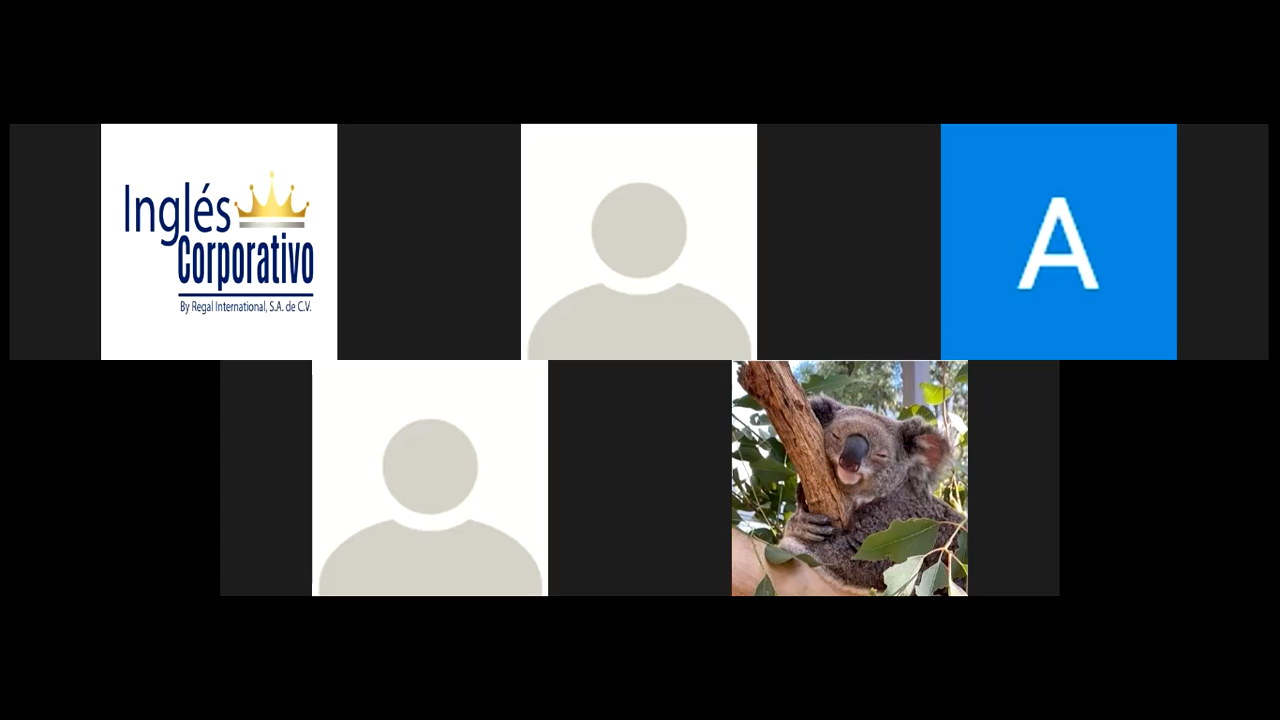 Inglés
Corporativo
By Regal International, S.A. de C.V.
A